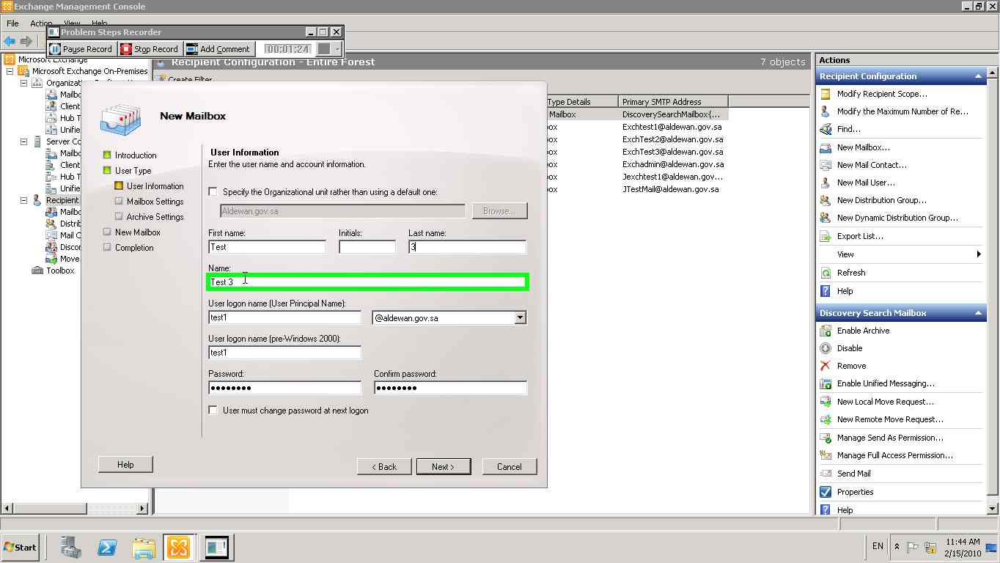 Exchange Management Console
File Action View Help
Problem Steps Recorder
Pause Record Stop Record Add Comment 00:01:24
Microsoft Exchange
Microsoft Exchange On-Premises
Mailbo
Client
Hub T
Unifie
Server Co
Mailbo
Client
Hub T
Unifie
Recipient
Mailbo
Distrib
Mail C
Discon
Move
Toolbox
Recipient Configuration - Entire Forest 7 objects
Create Filter
Type Details Primary SMTP Address
Mailbox DiscoverySearchMailbox{...
ox Exchtest1@aldewan.gov.sa
ox ExchTest2@aldewan.gov.sa
ox ExchTest3@aldewan.gov.sa
ox Exchadmin@aldewan.gov.sa
ox Jexchtest1@aldewan.gov...
ox JTestMail@aldewan.gov.sa
New Mailbox
Introduction
User Type
User Information
Mailbox Settings
Archive Settings
New Mailbox
Completion
User Information
Enter the user name and account information.
Specify the Organizational unit rather than using a default one:
Aldewan.gov.sa Browse...
First name: Initials: Last name:
Test 3
Name:
Test 3
User logon name (User Principal Name):
test1 @aldewan.gov.sa
User logon name (pre-Windows 2000):
test1
Password: Confirm password:
●●●●●●●● ●●●●●●●●
User must change password at next logon
Help < Back Next > Cancel
Actions
Recipient Configuration
Modify Recipient Scope...
Modify the Maximum Number of Re...
Find...
New Mailbox...
New Mail Contact...
New Mail User...
New Distribution Group...
New Dynamic Distribution Group...
Export List...
View
Refresh
Help
Discovery Search Mailbox
Enable Archive
Disable
Remove
Enable Unified Messaging...
New Local Move Request...
New Remote Move Request...
Manage Send As Permission...
Manage Full Access Permission...
Send Mail
Properties
Help
Start EN 11:44 AM
2/15/2010